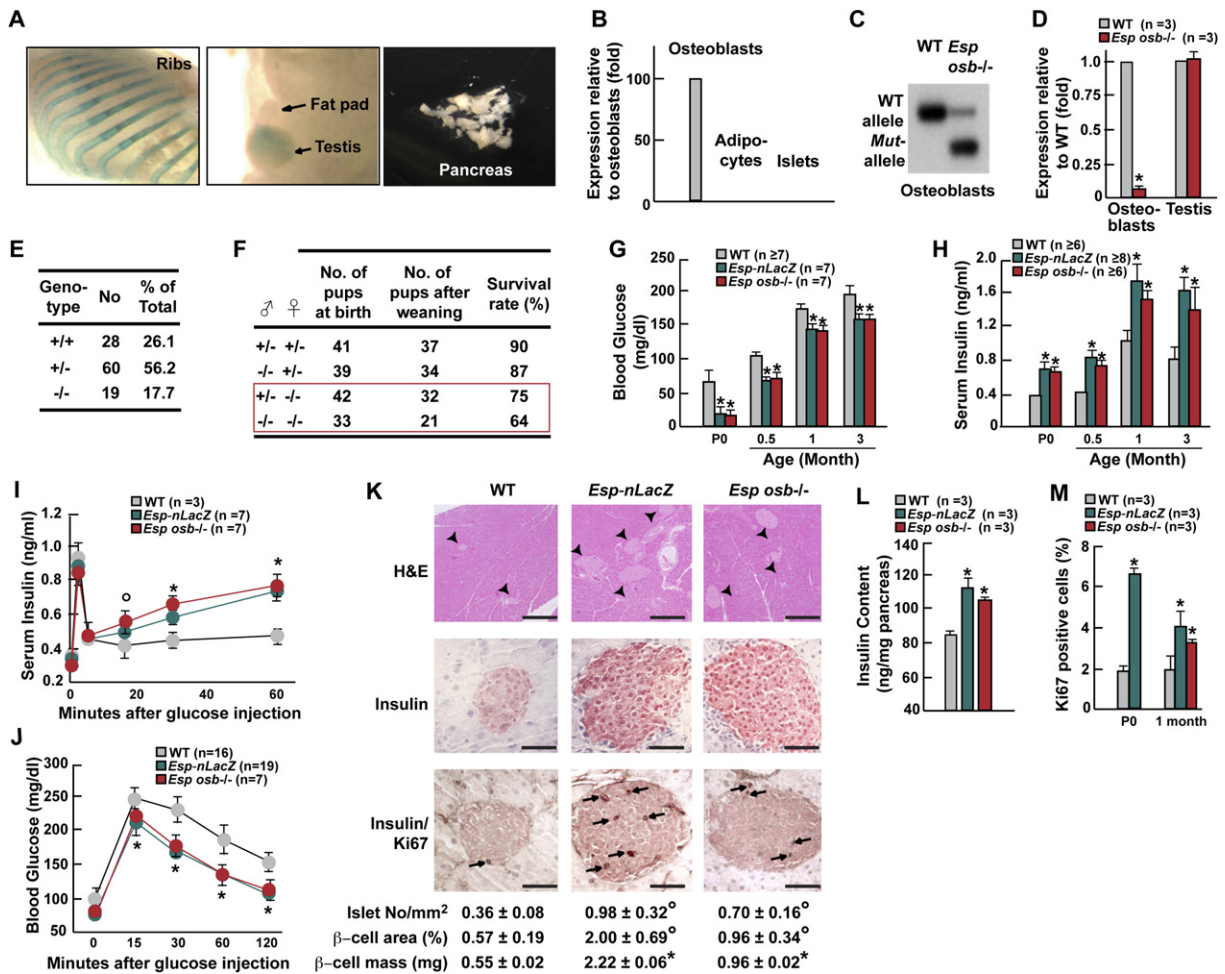 A
Ribs
Fat pad
Testis
Pancreas
B
Expression relative
to osteoblasts (fold)
100
50
0
Osteoblasts
Adipo-
cytes
Islets
C
WT Esp
osb-/-
WT
allele
Mut-
allele
Osteoblasts
D
WT (n =3)
Esp osb-/- (n =3)
Expression relative
to WT (fold)
1.0
0.8
0.6
0.4
0.2
0
*
Osteo-
blasts
Testis
E
Geno-
type
No
% of
Total
+/+ 28 26.1
+/- 60 56.2
-/- 19 17.7
F
♂ ♀
No. of
pups
at birth
No. of
pups after
weaning
Survival
rate (%)
+/- +/- 41 37 90
-/- +/- 39 34 87
+/- -/- 42 32 75
-/- -/- 33 21 64
G
WT (n ≥7)
Esp-nLacZ (n =7)
Esp osb-/- (n =7)
Blood Glucose
(mg/dl)
250
200
150
100
50
0
* *
* *
* *
* *
P0 0.5 1 3
Age (Month)
H
WT (n ≥6)
Esp-nLacZ (n ≥8)
Esp osb-/- (n ≥6)
Serum Insulin (ng/ml)
2.0
1.6
1.2
0.8
0.4
* *
* *
* *
* *
P0 0.5 1 3
Age (Month)
I
WT (n =3)
Esp-nLacZ (n =7)
Esp osb-/- (n =7)
Serum Insulin (ng/ml)
1.2
1.0
0.8
0.6
0.4
0.2
° * *
0 20 40 60
Minutes after glucose injection
J
WT (n=16)
Esp-nLacZ (n=19)
Esp osb-/- (n=7)
Blood Glucose (mg/dl)
300
250
200
150
100
50
* * * *
0 15 30 60 120
Minutes after glucose injection
K
WT Esp-nLacZ Esp osb-/-
H&E
Insulin
Insulin/
Ki67
Islet No/mm² 0.36 ± 0.08 0.98 ± 0.32° 0.70 ± 0.16°
β–cell area (%) 0.57 ± 0.19 2.00 ± 0.69° 0.96 ± 0.34°
β–cell mass (mg) 0.55 ± 0.02 2.22 ± 0.06* 0.96 ± 0.02*
L
WT (n =3)
Esp-nLacZ (n =3)
Esp osb-/- (n =3)
Insulin Content
(ng/mg pancreas)
140
120
100
80
60
40
* *
M
WT (n=3)
Esp-nLacZ (n=3)
Esp osb-/- (n=3)
Ki67 positive cells (%)
8
6
4
2
0
*
* *
P0 1 month